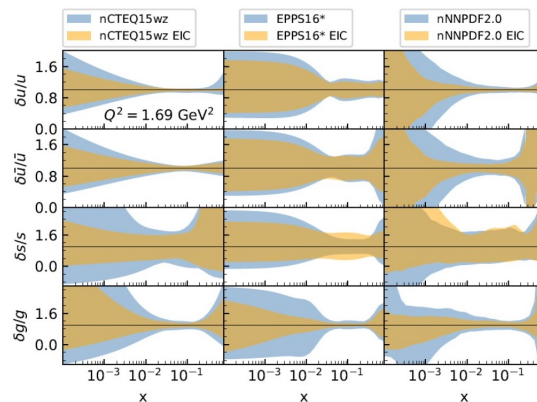 nCTEQ15wz
nCTEQ15wz EIC
EPPS16*
EPPS16* EIC
nNNPDF2.0
nNNPDF2.0 EIC
δu/u
1.6
0.8
0.0
Q² = 1.69 GeV²
δū/ū
1.6
0.8
0.0
δs/s
1.6
0.0
δg/g
1.6
0.0
10⁻³ 10⁻² 10⁻¹ 10⁻³ 10⁻² 10⁻¹ 10⁻³ 10⁻² 10⁻¹
x x x